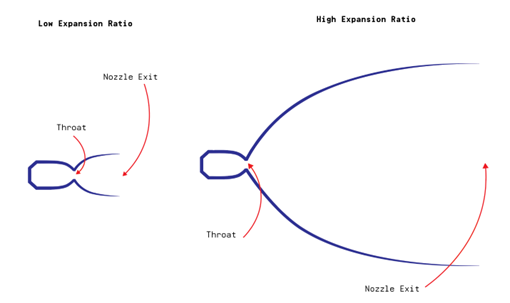 Low Expansion Ratio
High Expansion Ratio
Nozzle Exit
Throat
Throat
Nozzle Exit